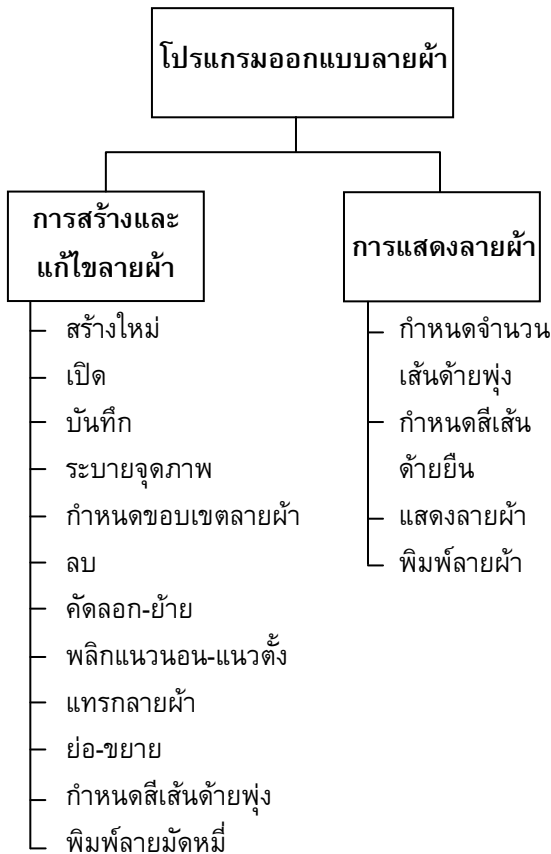 โปรแกรมออกแบบลายผ้า
การสร้างและ
แก้ไขลายผ้า
สร้างใหม่
เปิด
บันทึก
ระบายจุดภาพ
กำหนดขอบเขตลายผ้า
ลบ
คัดลอก-ย้าย
พลิกแนวนอน-แนวตั้ง
แทรกลายผ้า
ย่อ-ขยาย
กำหนดสีเส้นด้ายพุ่ง
พิมพ์ลายมัดหมี่
การแสดงลายผ้า
กำหนดจำนวน
เส้นด้ายพุ่ง
กำหนดสีเส้น
ด้ายยืน
แสดงลายผ้า
พิมพ์ลายผ้า